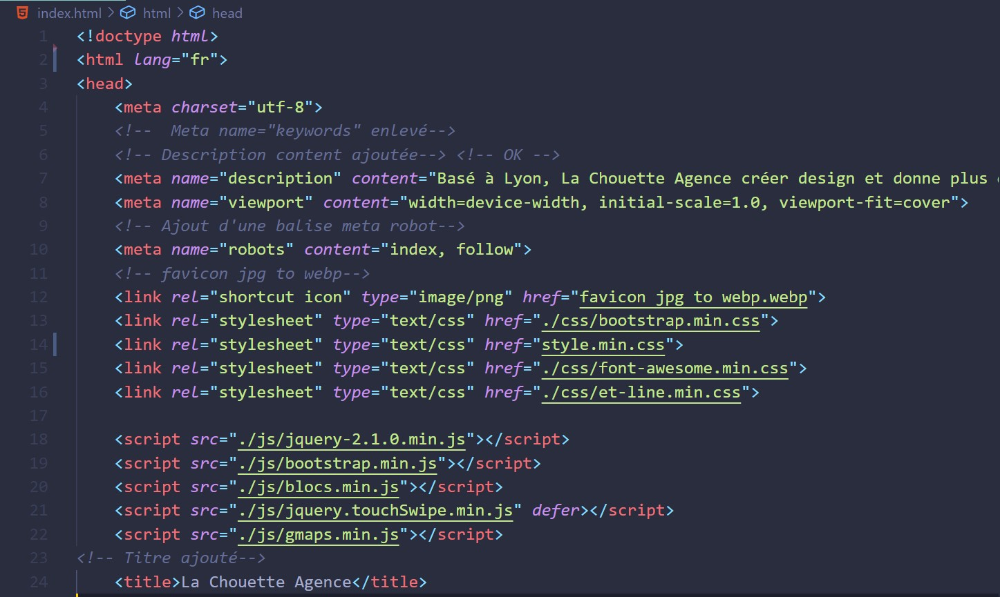 index.html > html > head
1 <!doctype html>
2 <html lang="fr">
3 <head>
4 <meta charset="utf-8">
5 <!--  Meta name="keywords" enlevé-->
6 <!-- Description content ajoutée--> <!-- OK -->
7 <meta name="description" content="Basé à Lyon, La Chouette Agence créer design et donne plus
8 <meta name="viewport" content="width=device-width, initial-scale=1.0, viewport-fit=cover">
9 <!-- Ajout d'une balise meta robot-->
10 <meta name="robots" content="index, follow">
11 <!-- favicon jpg to webp-->
12 <link rel="shortcut icon" type="image/png" href="favicon jpg to webp.webp">
13 <link rel="stylesheet" type="text/css" href="./css/bootstrap.min.css">
14 <link rel="stylesheet" type="text/css" href="style.min.css">
15 <link rel="stylesheet" type="text/css" href="./css/font-awesome.min.css">
16 <link rel="stylesheet" type="text/css" href="./css/et-line.min.css">
17
18 <script src="./js/jquery-2.1.0.min.js"></script>
19 <script src="./js/bootstrap.min.js"></script>
20 <script src="./js/blocs.min.js"></script>
21 <script src="./js/jquery.touchSwipe.min.js" defer></script>
22 <script src="./js/gmaps.min.js"></script>
23 <!-- Titre ajouté-->
24 <title>La Chouette Agence</title>